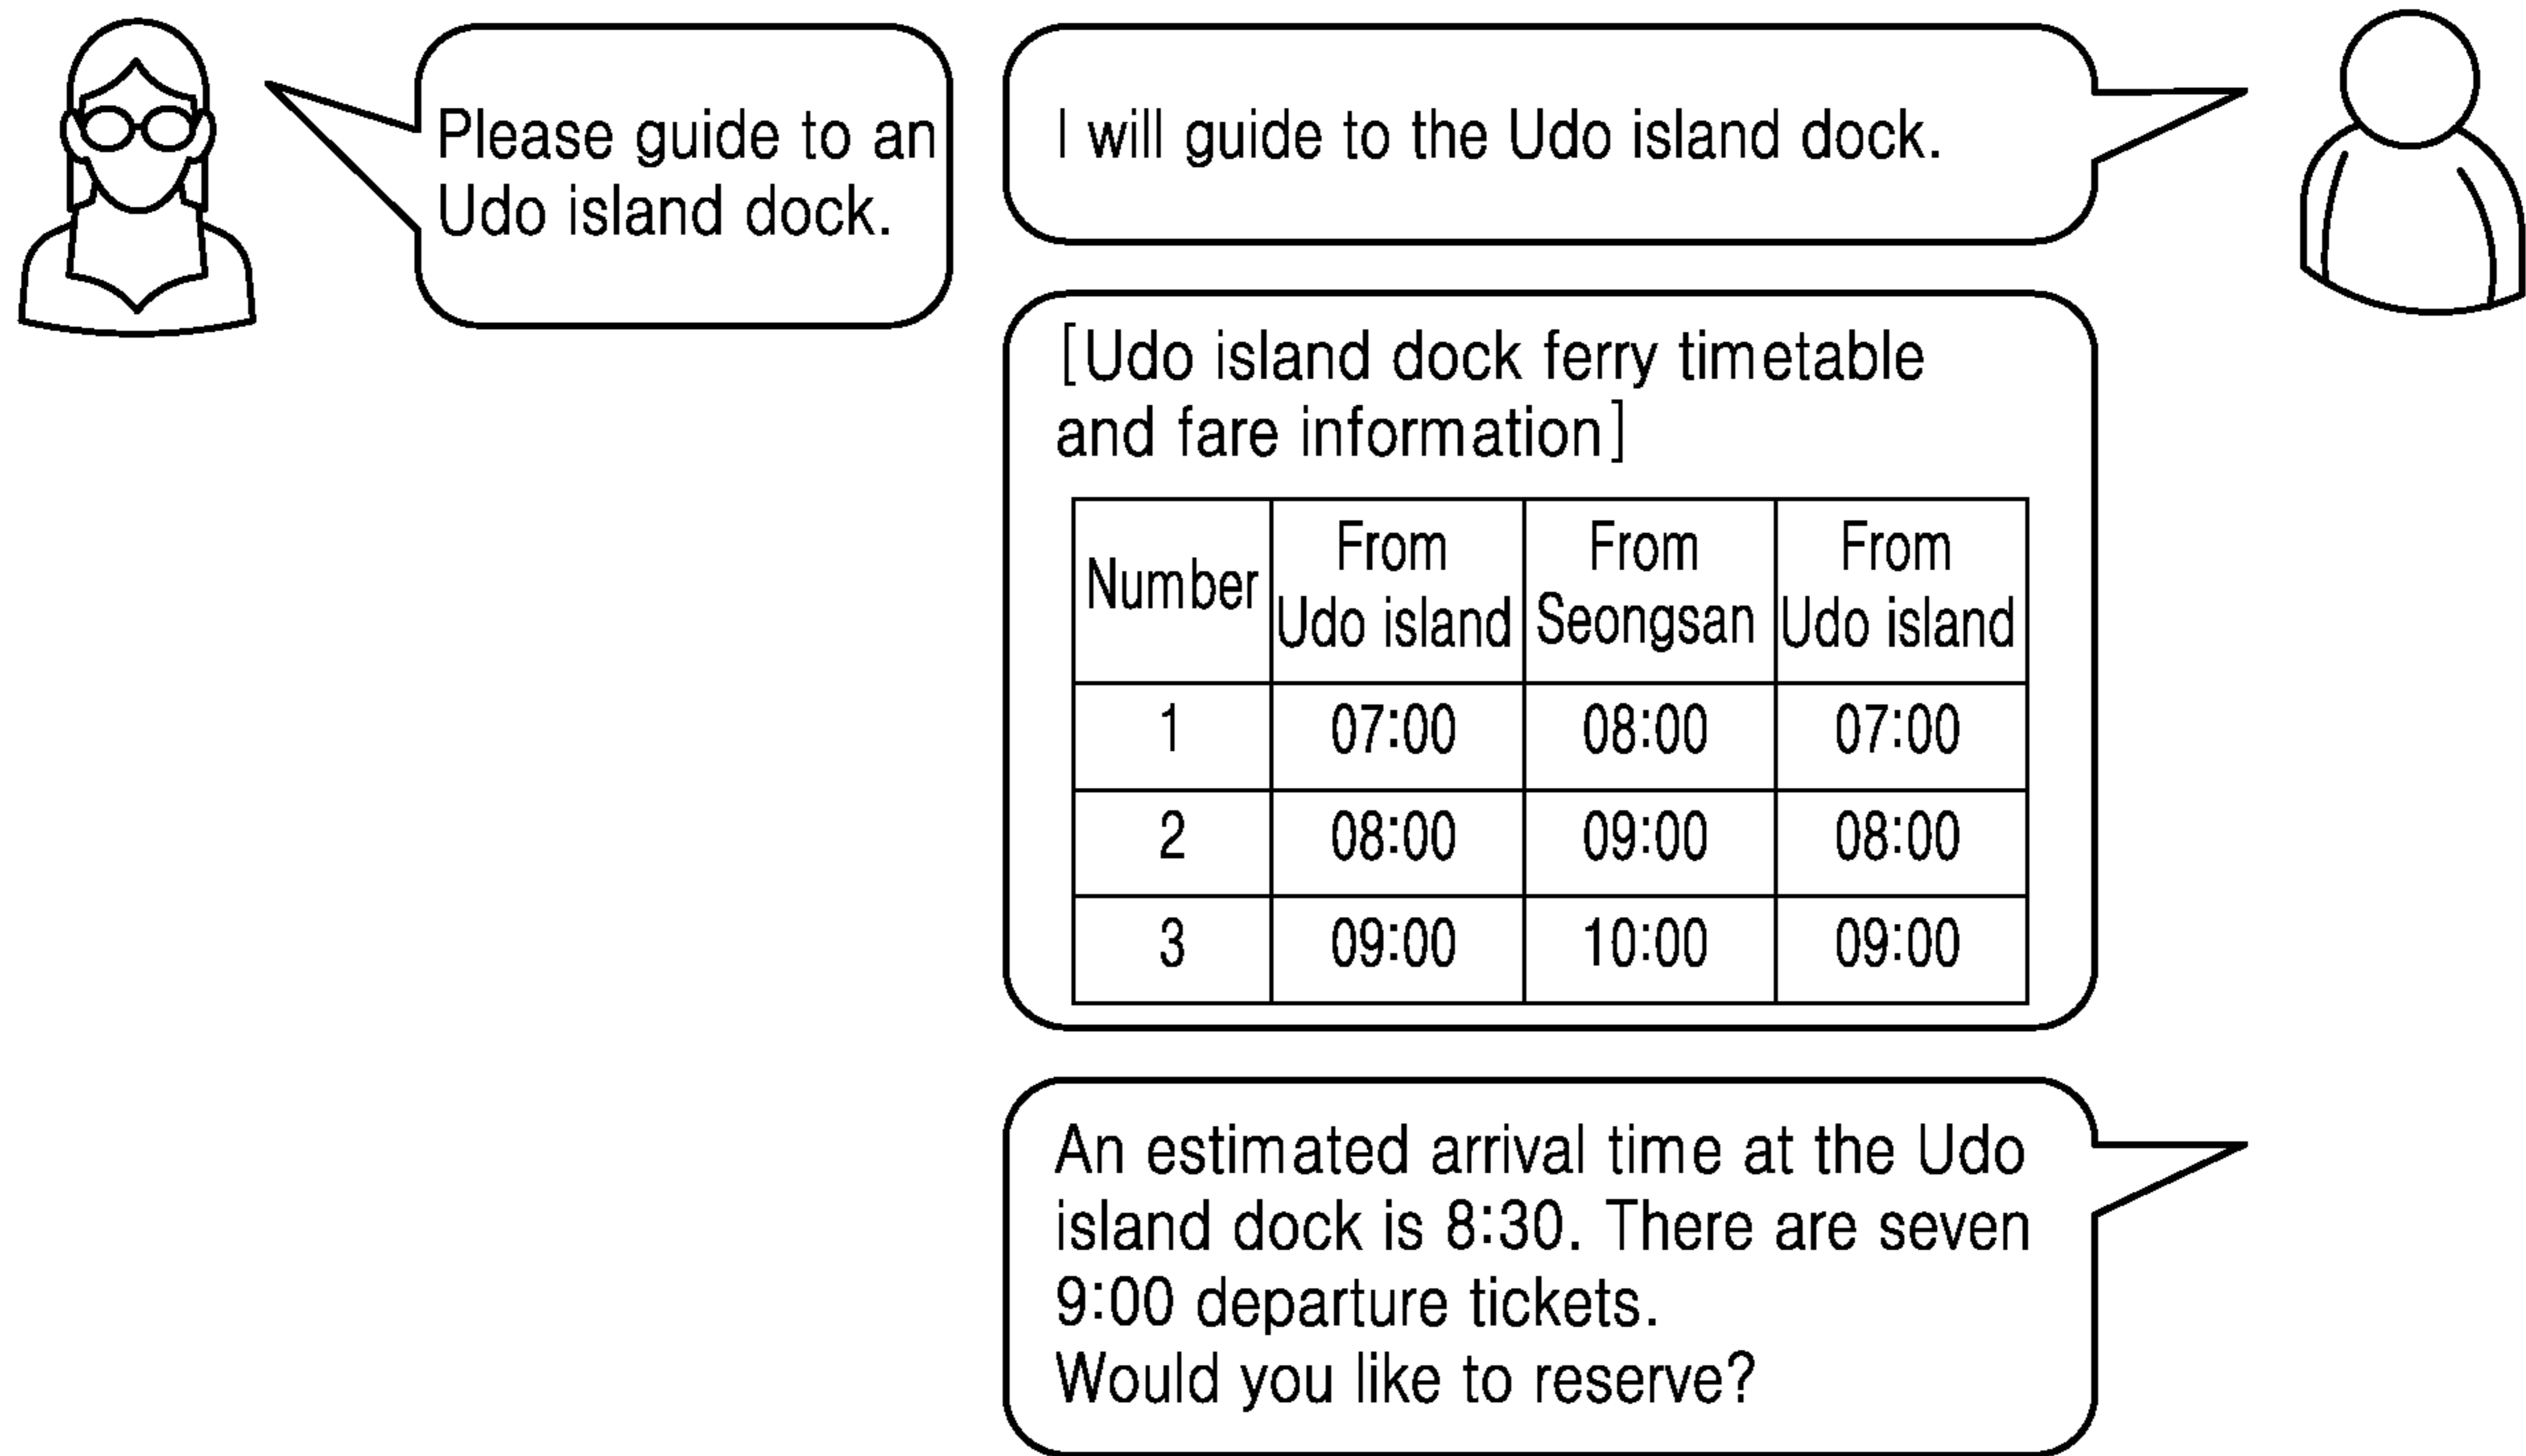 Please guide to an
Udo island dock.
I will guide to the Udo island dock.
[Udo island dock ferry timetable
and fare information]
Number From Udo island From Seongsan From Udo island
1 07:00 08:00 07:00
2 08:00 09:00 08:00
3 09:00 10:00 09:00
An estimated arrival time at the Udo
island dock is 8:30. There are seven
9:00 departure tickets.
Would you like to reserve?